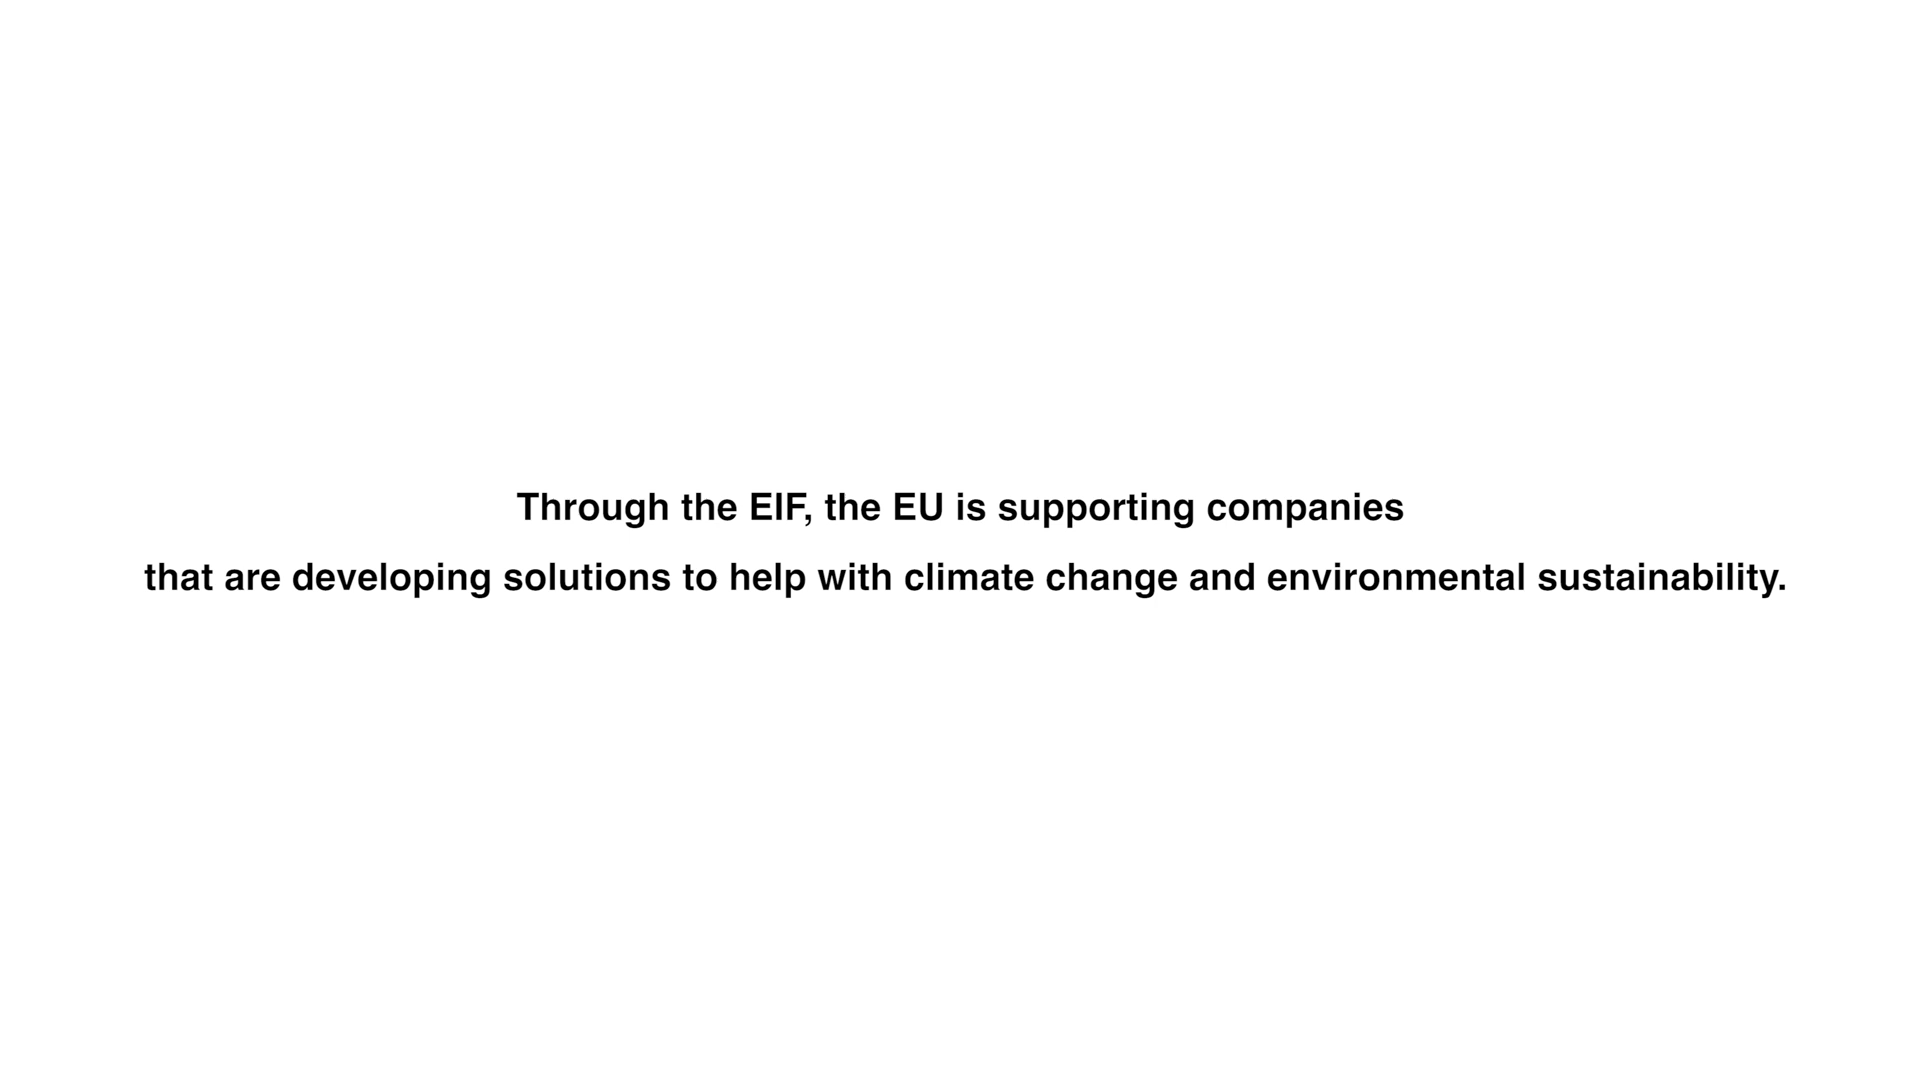 Through the EIF, the EU is supporting companies
that are developing solutions to help with climate change and environmental sustainability.